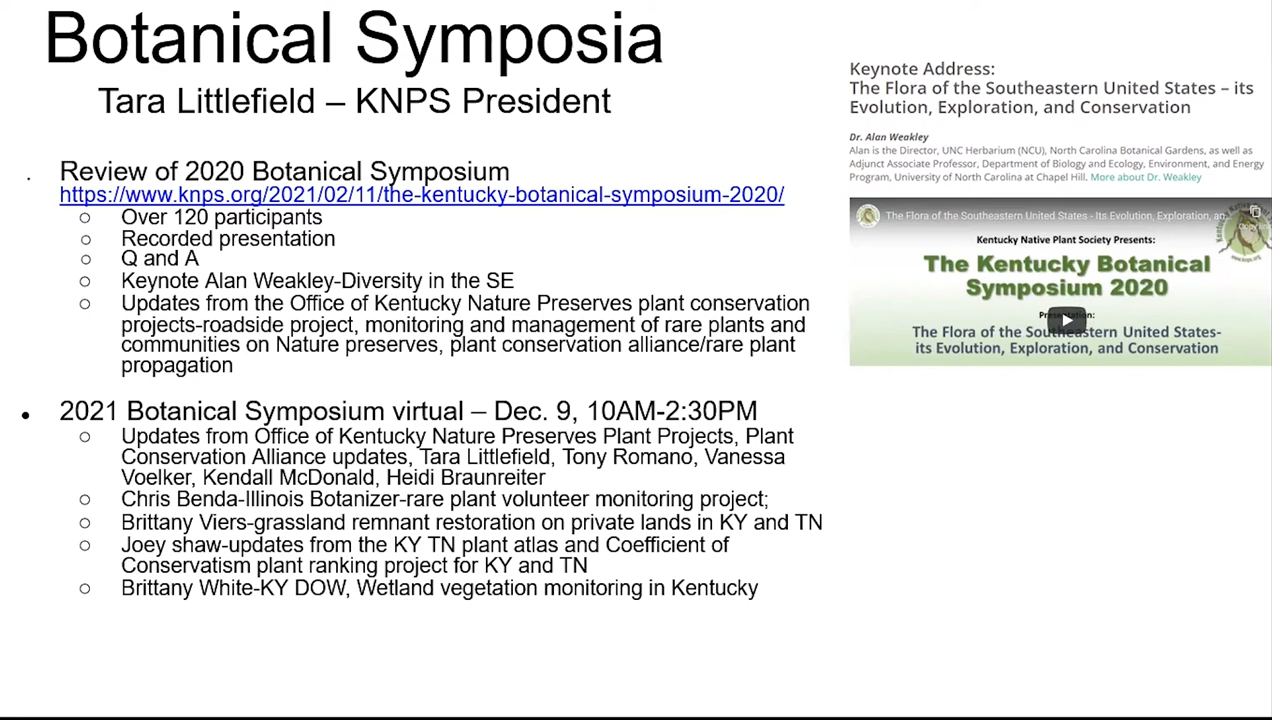 Botanical Symposia
Tara Littlefield – KNPS President
Review of 2020 Botanical Symposium
https://www.knps.org/2021/02/11/the-kentucky-botanical-symposium-2020/
Over 120 participants
Recorded presentation
Q and A
Keynote Alan Weakley-Diversity in the SE
Updates from the Office of Kentucky Nature Preserves plant conservation
projects-roadside project, monitoring and management of rare plants and
communities on Nature preserves, plant conservation alliance/rare plant
propagation
2021 Botanical Symposium virtual – Dec. 9, 10AM-2:30PM
Updates from Office of Kentucky Nature Preserves Plant Projects, Plant
Conservation Alliance updates, Tara Littlefield, Tony Romano, Vanessa
Voelker, Kendall McDonald, Heidi Braunreiter
Chris Benda-Illinois Botanizer-rare plant volunteer monitoring project;
Brittany Viers-grassland remnant restoration on private lands in KY and TN
Joey shaw-updates from the KY TN plant atlas and Coefficient of
Conservatism plant ranking project for KY and TN
Brittany White-KY DOW, Wetland vegetation monitoring in Kentucky
Keynote Address:
The Flora of the Southeastern United States – its
Evolution, Exploration, and Conservation
Dr. Alan Weakley
Alan is the Director, UNC Herbarium (NCU), North Carolina Botanical Gardens, as well as
Adjunct Associate Professor, Department of Biology and Ecology, Environment, and Energy
Program, University of North Carolina at Chapel Hill. More about Dr. Weakley
The Flora of the Southeastern United States - Its Evolution, Exploration, an
Kentucky Native Plant Society Presents:
The Kentucky Botanical
Symposium 2020
The Flora of the Southeastern United States-
its Evolution, Exploration, and Conservation